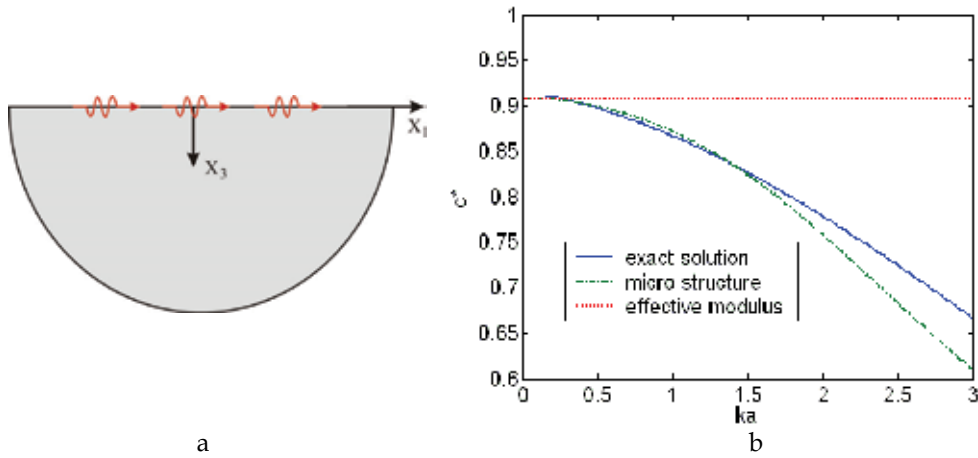 X1
X3
a
1
0.95
0.9
0.85
0.8
0.75
0.7
0.65
0.6
c*
exact solution
micro structure
effective modulus
0 0.5 1 1.5 2 2.5 3
ka
b